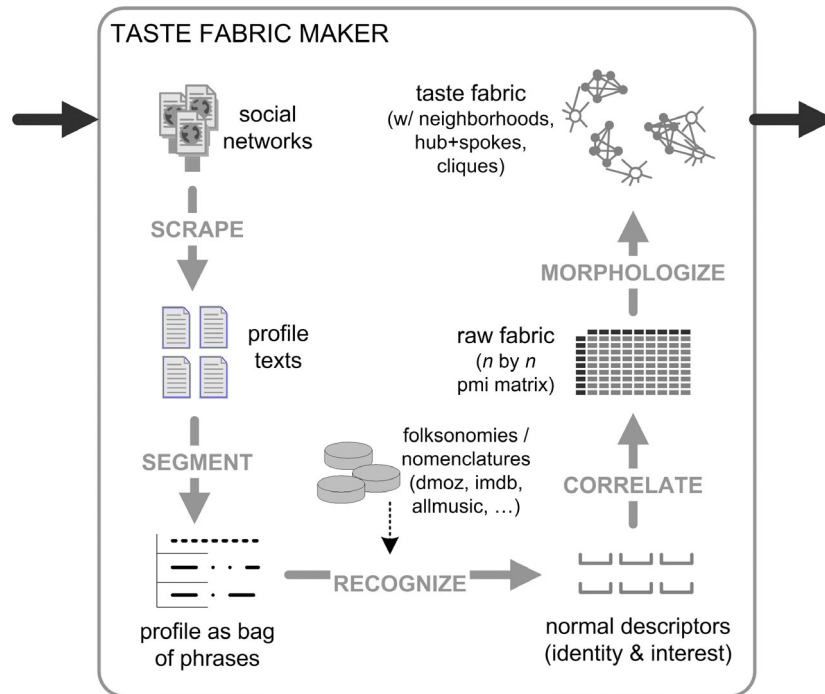 TASTE FABRIC MAKER
social
networks
SCRAPE
profile
texts
SEGMENT
profile as bag
of phrases
folksonomies /
nomenclatures
(dmoz, imdb,
allmusic, …)
RECOGNIZE
normal descriptors
(identity & interest)
CORRELATE
raw fabric
(n by n
pmi matrix)
MORPHOLOGIZE
taste fabric
(w/ neighborhoods,
hub+spokes,
cliques)